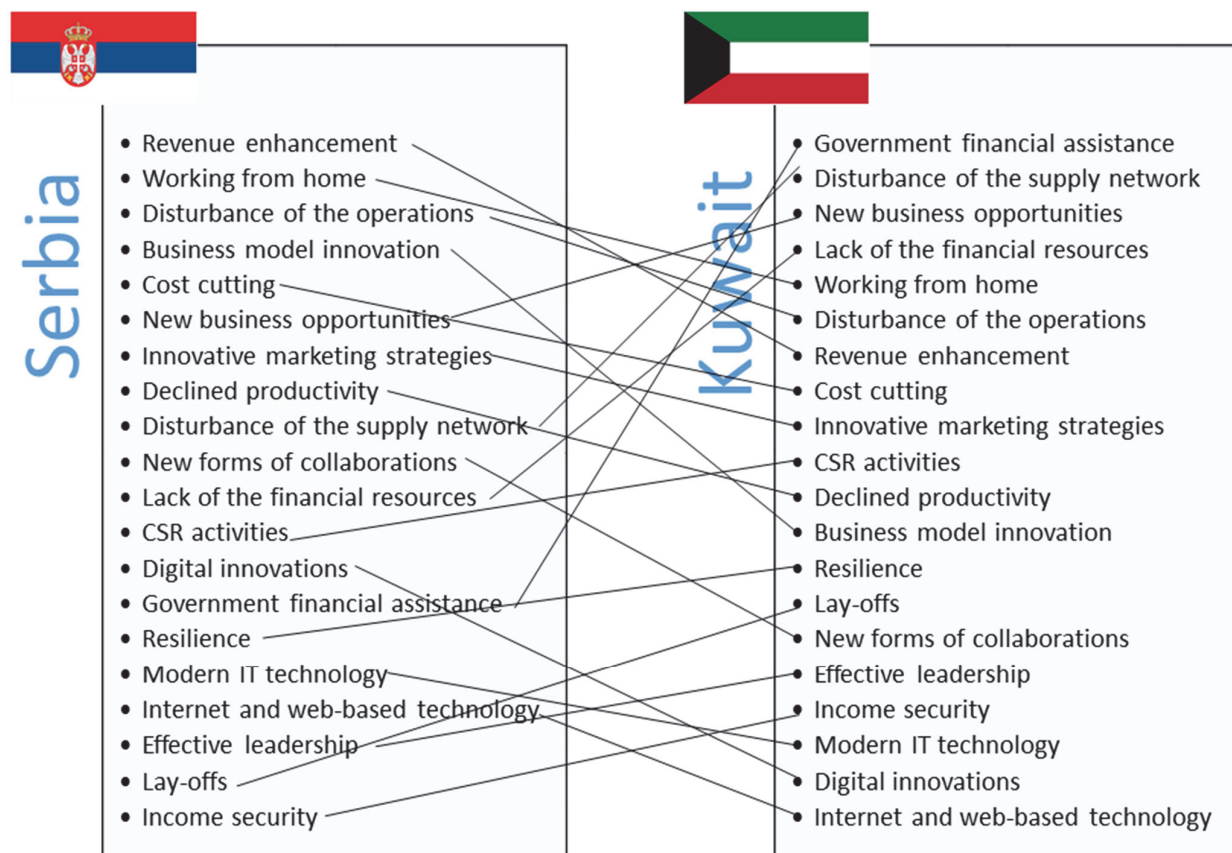 Serbia
• Revenue enhancement
• Working from home
• Disturbance of the operations
• Business model innovation
• Cost cutting
• New business opportunities
• Innovative marketing strategies
• Declined productivity
• Disturbance of the supply network
• New forms of collaborations
• Lack of the financial resources
• CSR activities
• Digital innovations
• Government financial assistance
• Resilience
• Modern IT technology
• Internet and web-based technology
• Effective leadership
• Lay-offs
• Income security
Kuwait
• Government financial assistance
• Disturbance of the supply network
• New business opportunities
• Lack of the financial resources
• Working from home
• Disturbance of the operations
• Revenue enhancement
• Cost cutting
• Innovative marketing strategies
• CSR activities
• Declined productivity
• Business model innovation
• Resilience
• Lay-offs
• New forms of collaborations
• Effective leadership
• Income security
• Modern IT technology
• Digital innovations
• Internet and web-based technology